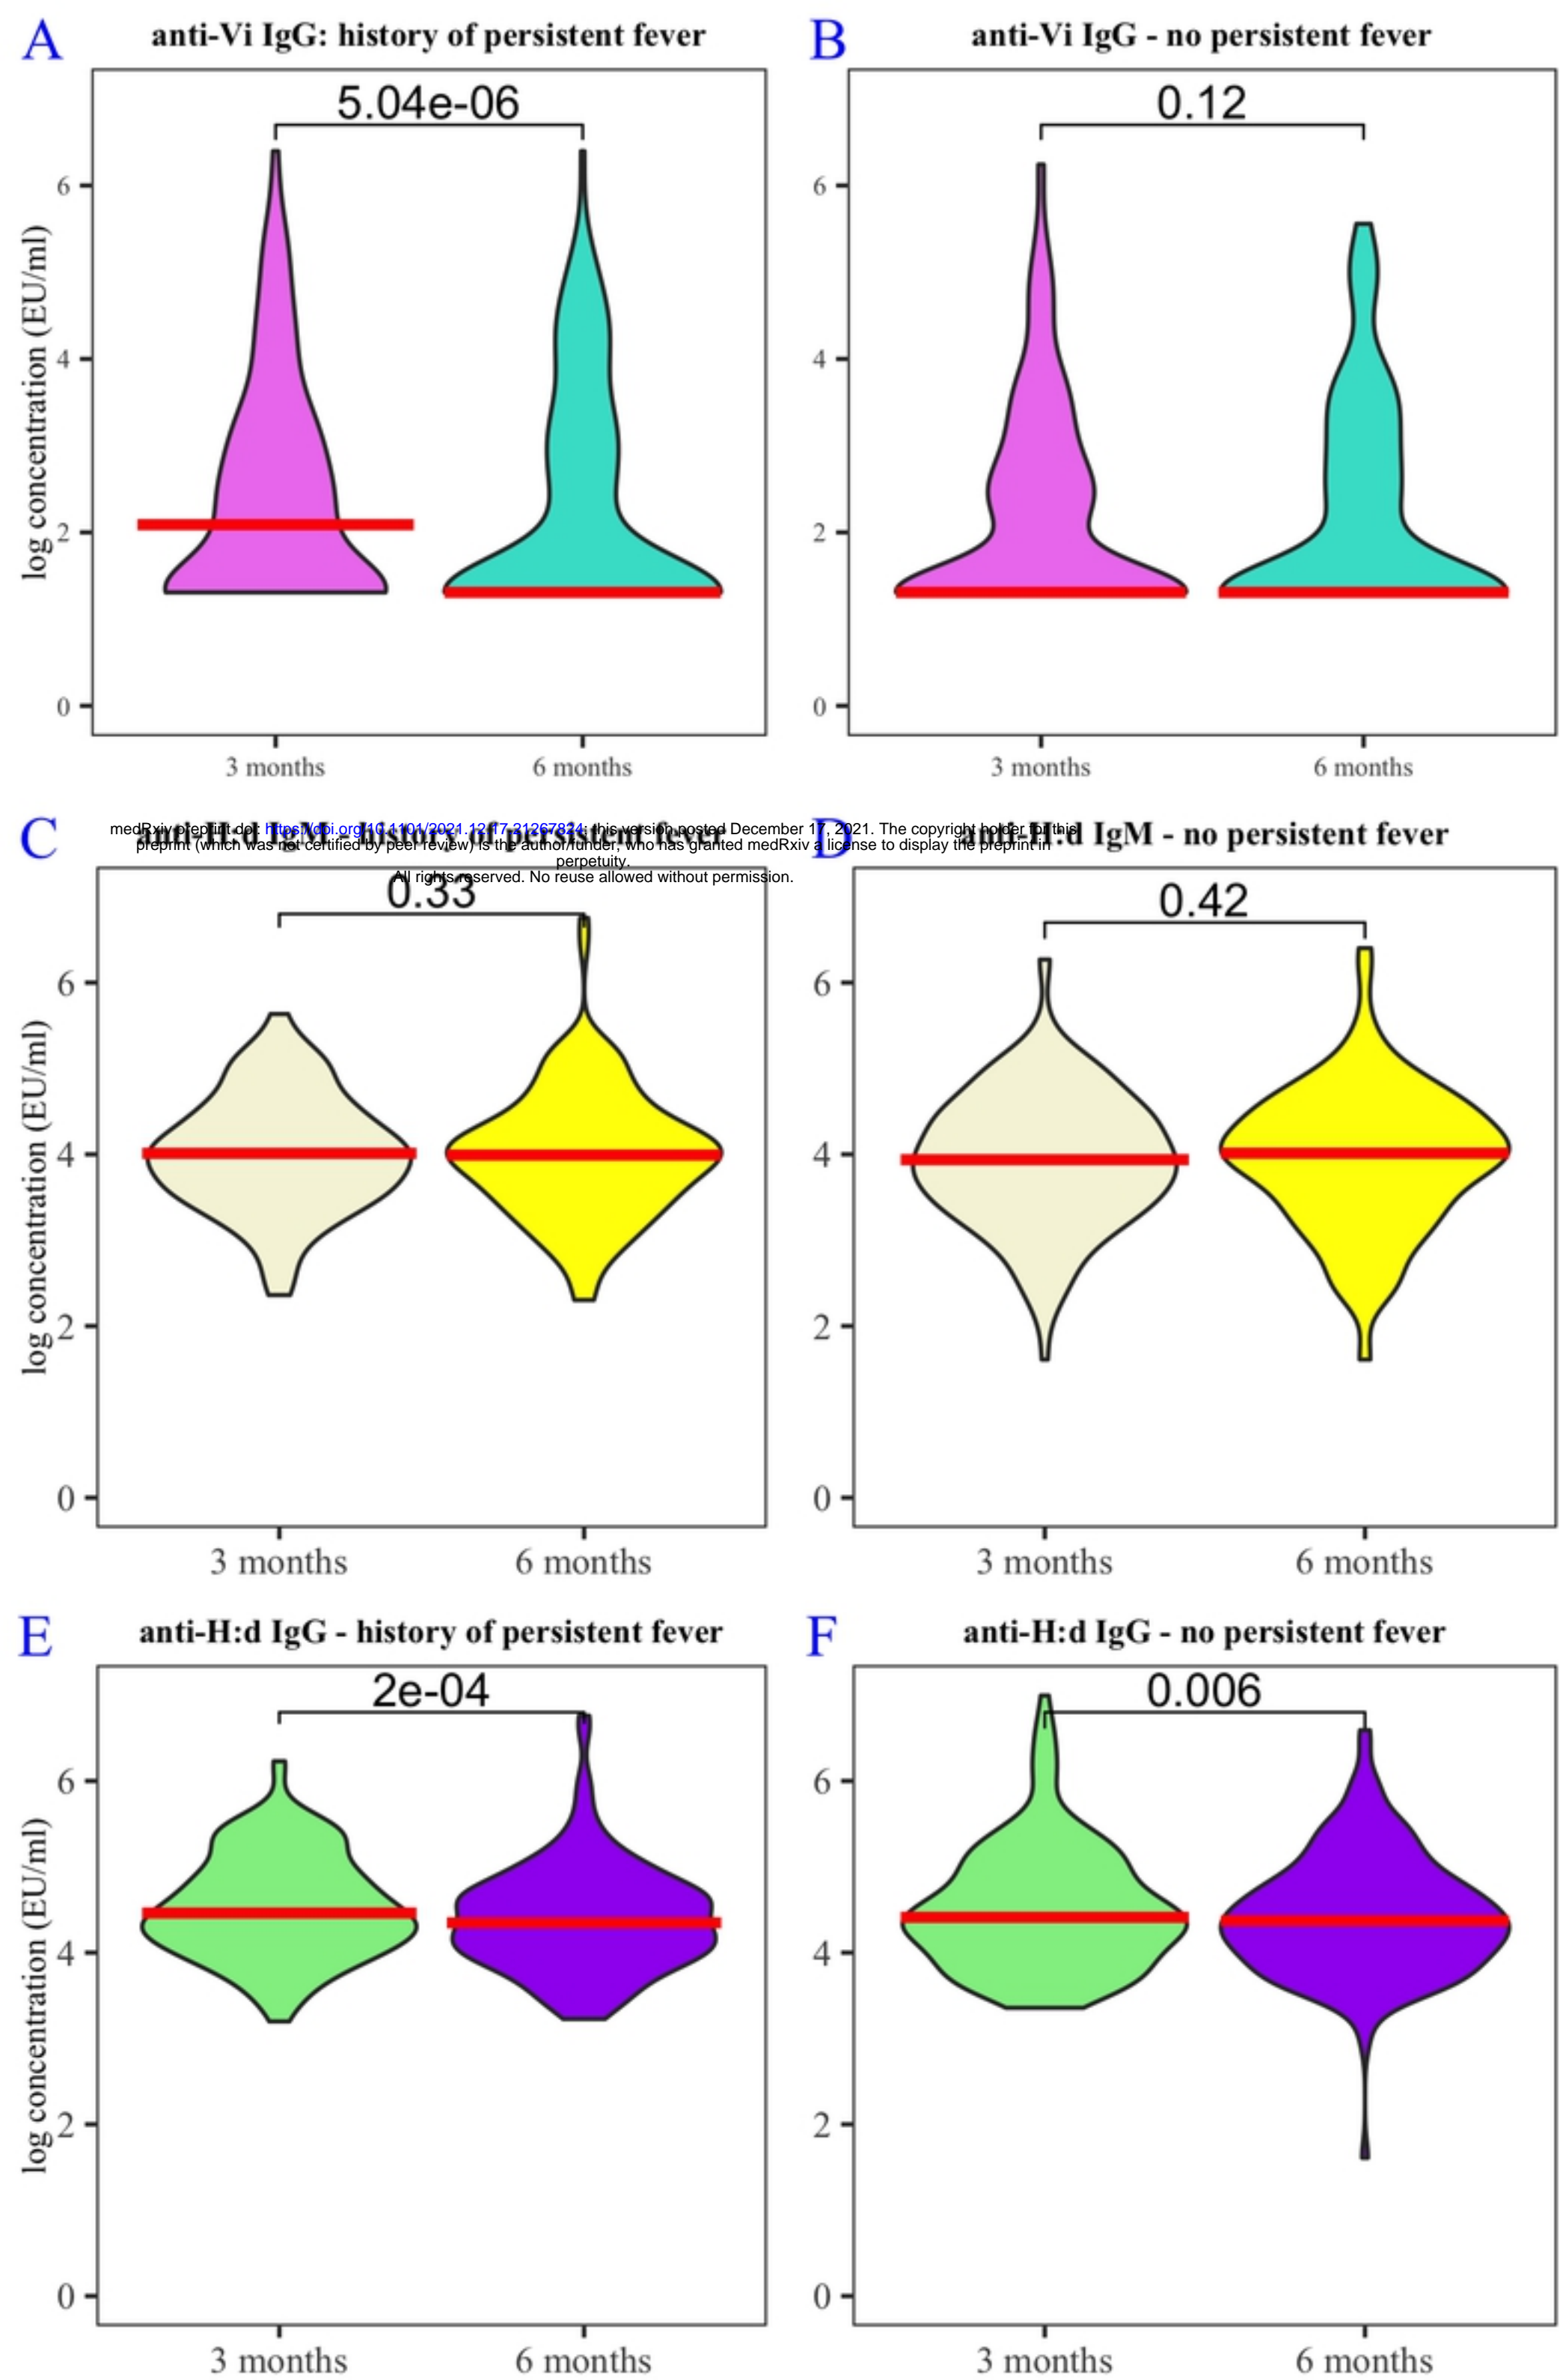 A anti-Vi IgG: history of persistent fever
B anti-Vi IgG - no persistent fever
5.04e-06
0.12
log concentration (EU/ml)
6
4
2
0
6
4
2
0
3 months 6 months
3 months 6 months
C anti-H:d IgM - history of persistent fever
D anti-H:d IgM - no persistent fever
medRxiv preprint doi: https://doi.org/10.1101/2021.12.17.21267824; this version posted December 17, 2021. The copyright holder for this
preprint (which was not certified by peer review) is the author/funder, who has granted medRxiv a license to display the preprint in
perpetuity.
All rights reserved. No reuse allowed without permission.
0.33
0.42
log concentration (EU/ml)
6
4
2
0
6
4
2
0
3 months 6 months
3 months 6 months
E anti-H:d IgG - history of persistent fever
F anti-H:d IgG - no persistent fever
2e-04
0.006
log concentration (EU/ml)
6
4
2
0
6
4
2
0
3 months 6 months
3 months 6 months